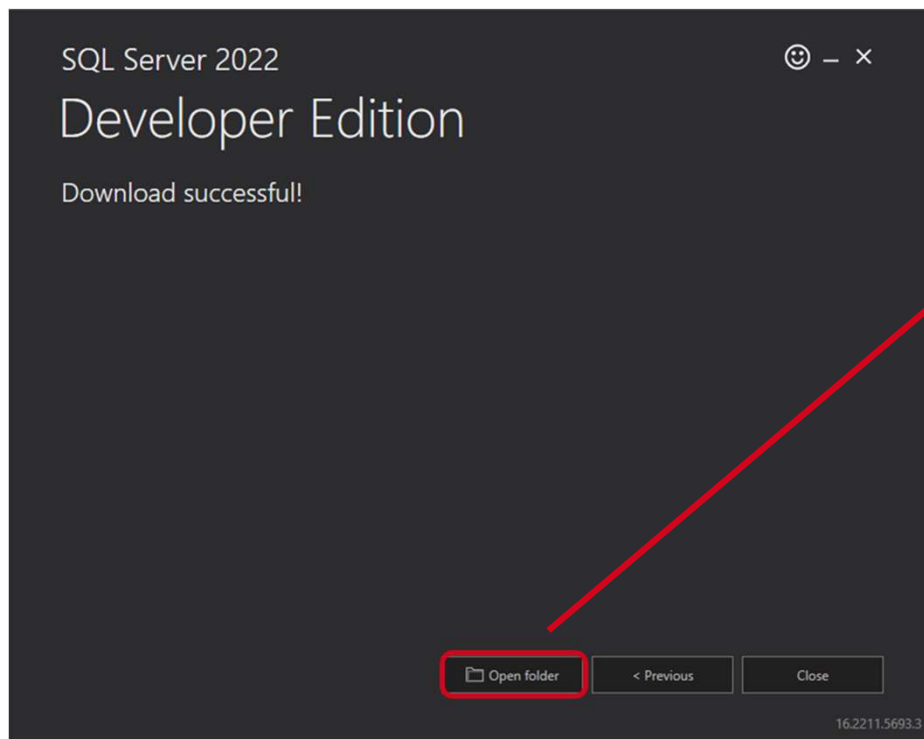 SQL Server 2022
Developer Edition
Download successful!
Open folder
< Previous
Close
16.2211.5693.3